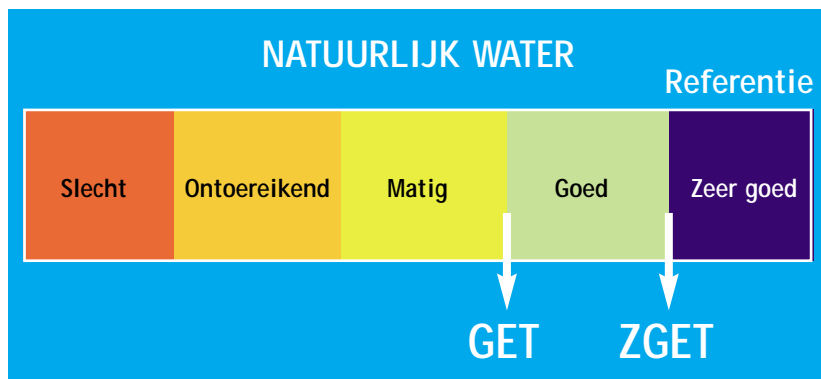 NATUURLIJK WATER
Referentie
Slecht Ontoereikend Matig Goed Zeer goed
GET ZGET